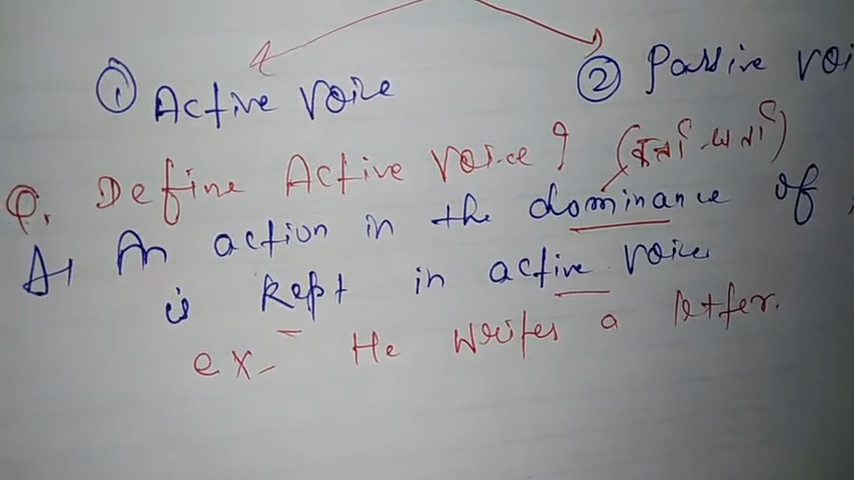 ① Active Voice ② Passive voi
Q. Define Active Voice ?
A. An action in the dominance of
is kept in active voice
ex- He writes a letter.